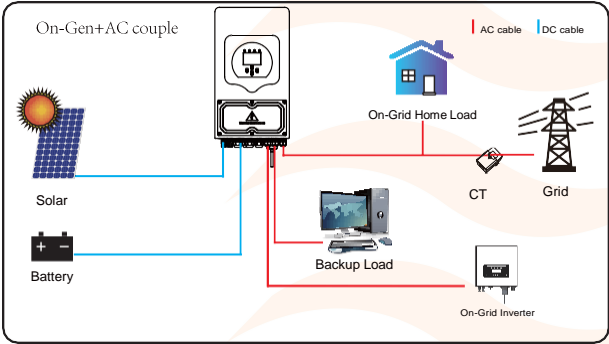 On-Gen+AC couple
AC cable
DC cable
On-Grid Home Load
Solar
CT
Grid
Battery
Backup Load
On-Grid Inverter